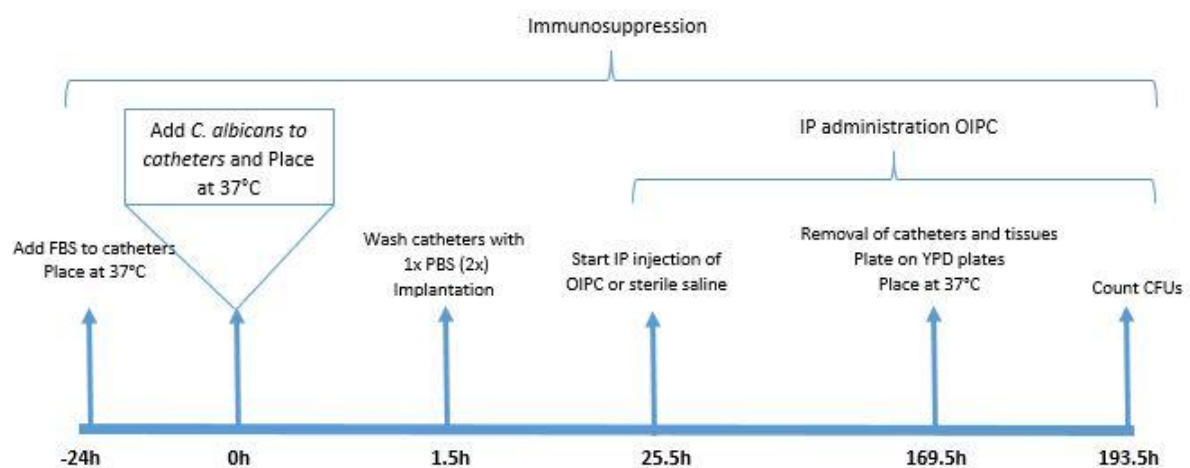 Immunosuppression
Add C. albicans to
catheters and Place
at 37°C
IP administration OIPC
Add FBS to catheters
Place at 37°C
Wash catheters with
1x PBS (2x)
Implantation
Start IP injection of
OIPC or sterile saline
Removal of catheters and tissues
Plate on YPD plates
Place at 37°C
Count CFUs
-24h
0h
1.5h
25.5h
169.5h
193.5h